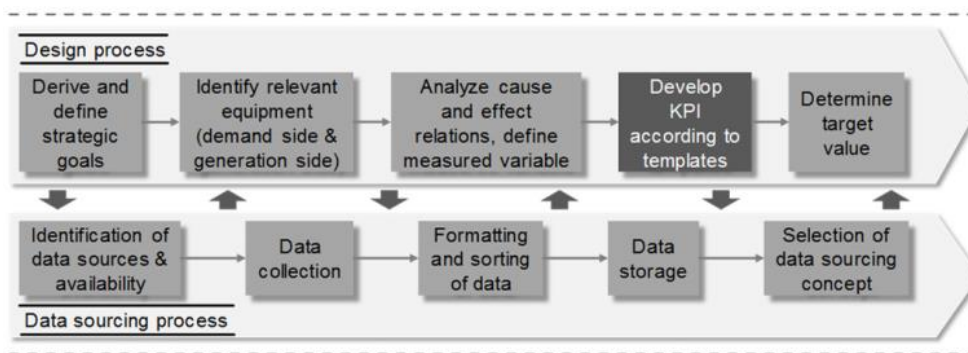 Design process
Derive and
define
strategic
goals
Identify relevant
equipment
(demand side &
generation side)
Analyze cause
and effect
relations, define
measured variable
Develop
KPI
according to
templates
Determine
target
value
Identification of
data sources &
availability
Data
collection
Formatting
and sorting
of data
Data
storage
Selection of
data sourcing
concept
Data sourcing process